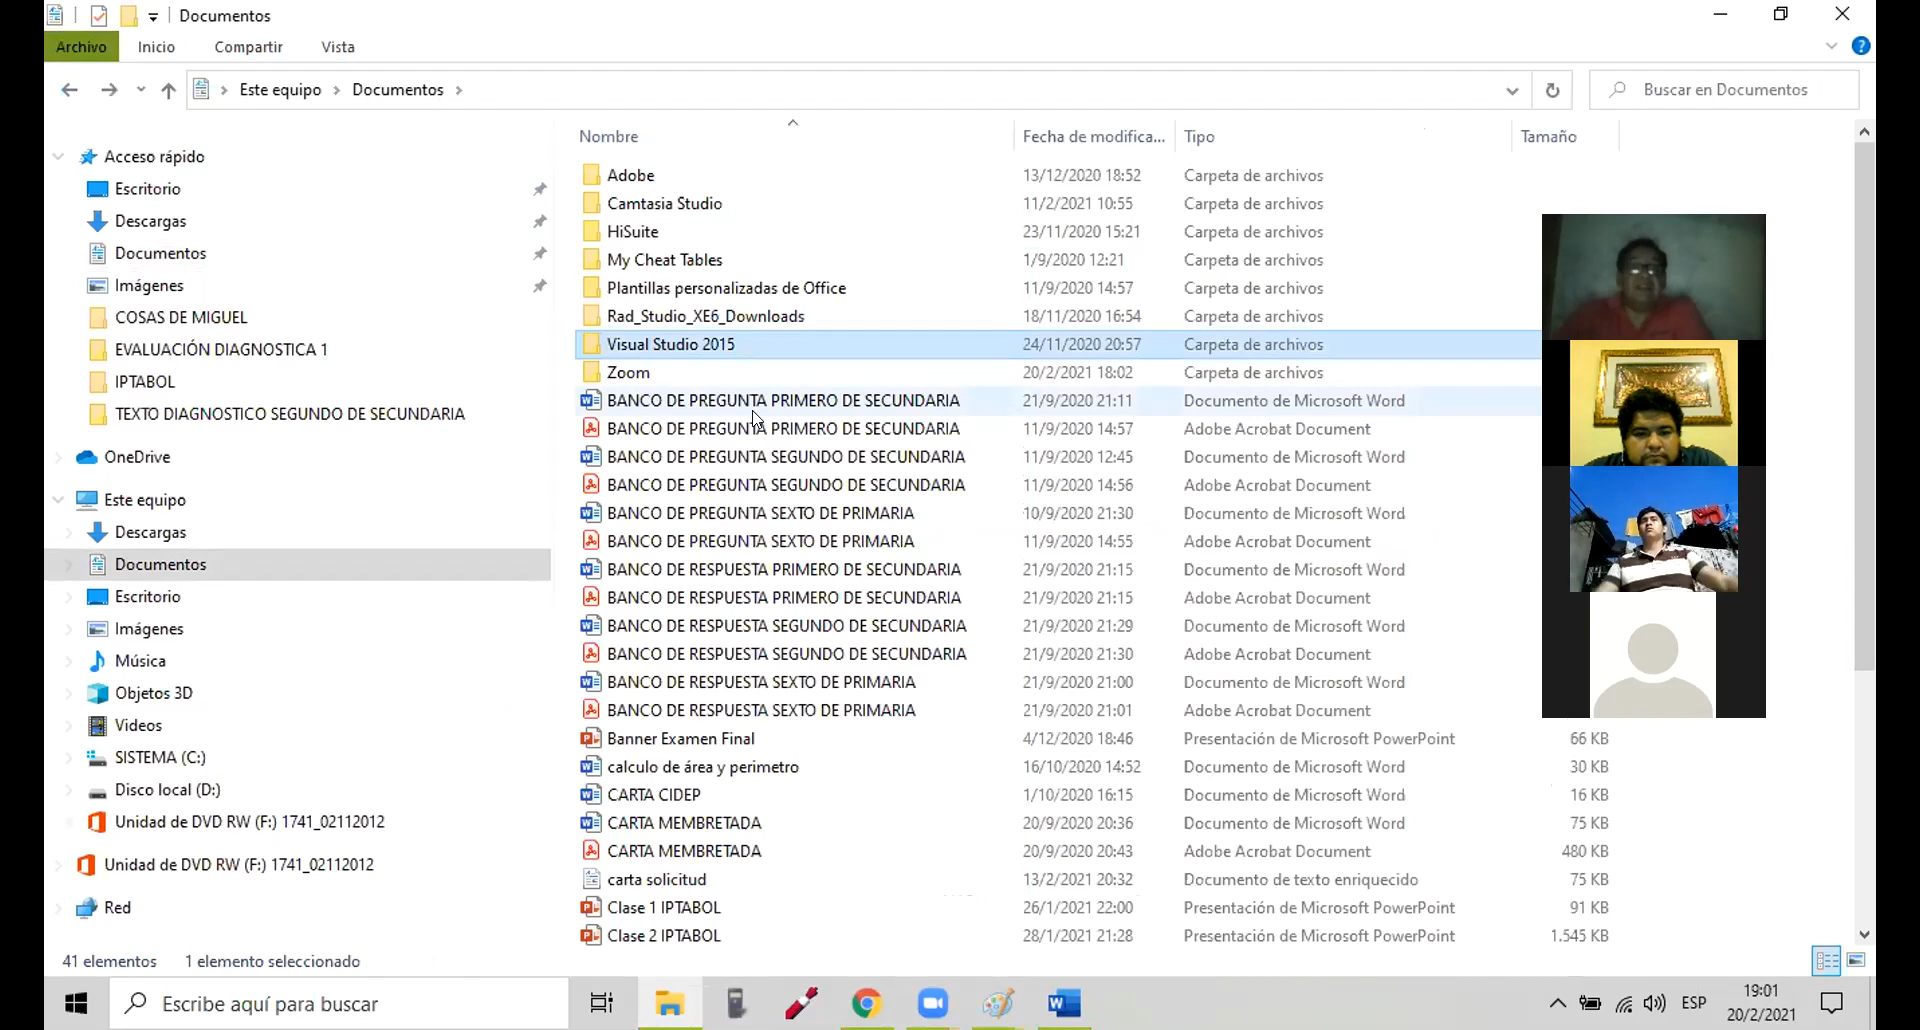 Documentos
Archivo Inicio Compartir Vista
Este equipo Documentos Buscar en Documentos
Nombre Fecha de modifica... Tipo Tamaño
Acceso rápido
Escritorio
Descargas
Documentos
Imágenes
COSAS DE MIGUEL
EVALUACIÓN DIAGNOSTICA 1
IPTABOL
TEXTO DIAGNOSTICO SEGUNDO DE SECUNDARIA
OneDrive
Este equipo
Descargas
Documentos
Escritorio
Imágenes
Música
Objetos 3D
Videos
SISTEMA (C:)
Disco local (D:)
Unidad de DVD RW (F:) 1741_02112012
Unidad de DVD RW (F:) 1741_02112012
Red
Adobe 13/12/2020 18:52 Carpeta de archivos
Camtasia Studio 11/2/2021 10:55 Carpeta de archivos
HiSuite 23/11/2020 15:21 Carpeta de archivos
My Cheat Tables 1/9/2020 12:21 Carpeta de archivos
Plantillas personalizadas de Office 11/9/2020 14:57 Carpeta de archivos
Rad_Studio_XE6_Downloads 18/11/2020 16:54 Carpeta de archivos
Visual Studio 2015 24/11/2020 20:57 Carpeta de archivos
Zoom 20/2/2021 18:02 Carpeta de archivos
BANCO DE PREGUNTA PRIMERO DE SECUNDARIA 21/9/2020 21:11 Documento de Microsoft Word
BANCO DE PREGUNTA PRIMERO DE SECUNDARIA 11/9/2020 14:57 Adobe Acrobat Document
BANCO DE PREGUNTA SEGUNDO DE SECUNDARIA 11/9/2020 12:45 Documento de Microsoft Word
BANCO DE PREGUNTA SEGUNDO DE SECUNDARIA 11/9/2020 14:56 Adobe Acrobat Document
BANCO DE PREGUNTA SEXTO DE PRIMARIA 10/9/2020 21:30 Documento de Microsoft Word
BANCO DE PREGUNTA SEXTO DE PRIMARIA 11/9/2020 14:55 Adobe Acrobat Document
BANCO DE RESPUESTA PRIMERO DE SECUNDARIA 21/9/2020 21:15 Documento de Microsoft Word
BANCO DE RESPUESTA PRIMERO DE SECUNDARIA 21/9/2020 21:15 Adobe Acrobat Document
BANCO DE RESPUESTA SEGUNDO DE SECUNDARIA 21/9/2020 21:29 Documento de Microsoft Word
BANCO DE RESPUESTA SEGUNDO DE SECUNDARIA 21/9/2020 21:30 Adobe Acrobat Document
BANCO DE RESPUESTA SEXTO DE PRIMARIA 21/9/2020 21:00 Documento de Microsoft Word
BANCO DE RESPUESTA SEXTO DE PRIMARIA 21/9/2020 21:01 Adobe Acrobat Document
Banner Examen Final 4/12/2020 18:46 Presentación de Microsoft PowerPoint 66 KB
calculo de área y perimetro 16/10/2020 14:52 Documento de Microsoft Word 30 KB
CARTA CIDEP 1/10/2020 16:15 Documento de Microsoft Word 16 KB
CARTA MEMBRETADA 20/9/2020 20:36 Documento de Microsoft Word 75 KB
CARTA MEMBRETADA 20/9/2020 20:43 Adobe Acrobat Document 480 KB
carta solicitud 13/2/2021 20:32 Documento de texto enriquecido 75 KB
Clase 1 IPTABOL 26/1/2021 22:00 Presentación de Microsoft PowerPoint 91 KB
Clase 2 IPTABOL 28/1/2021 21:28 Presentación de Microsoft PowerPoint 1.545 KB
41 elementos 1 elemento seleccionado
Escribe aquí para buscar
ESP
19:01
20/2/2021